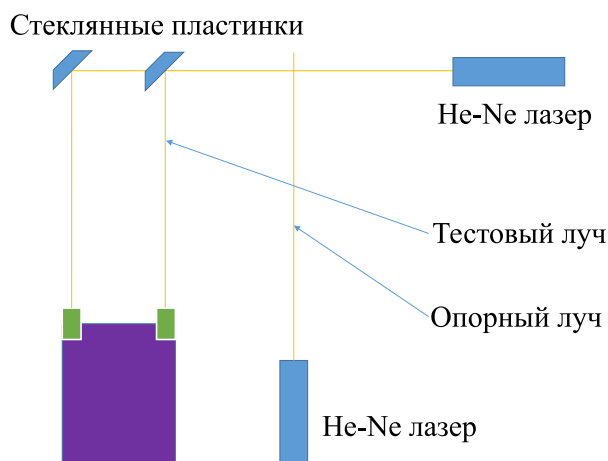 Стеклянные пластинки
He-Ne лазер
Тестовый луч
Опорный луч
He-Ne лазер